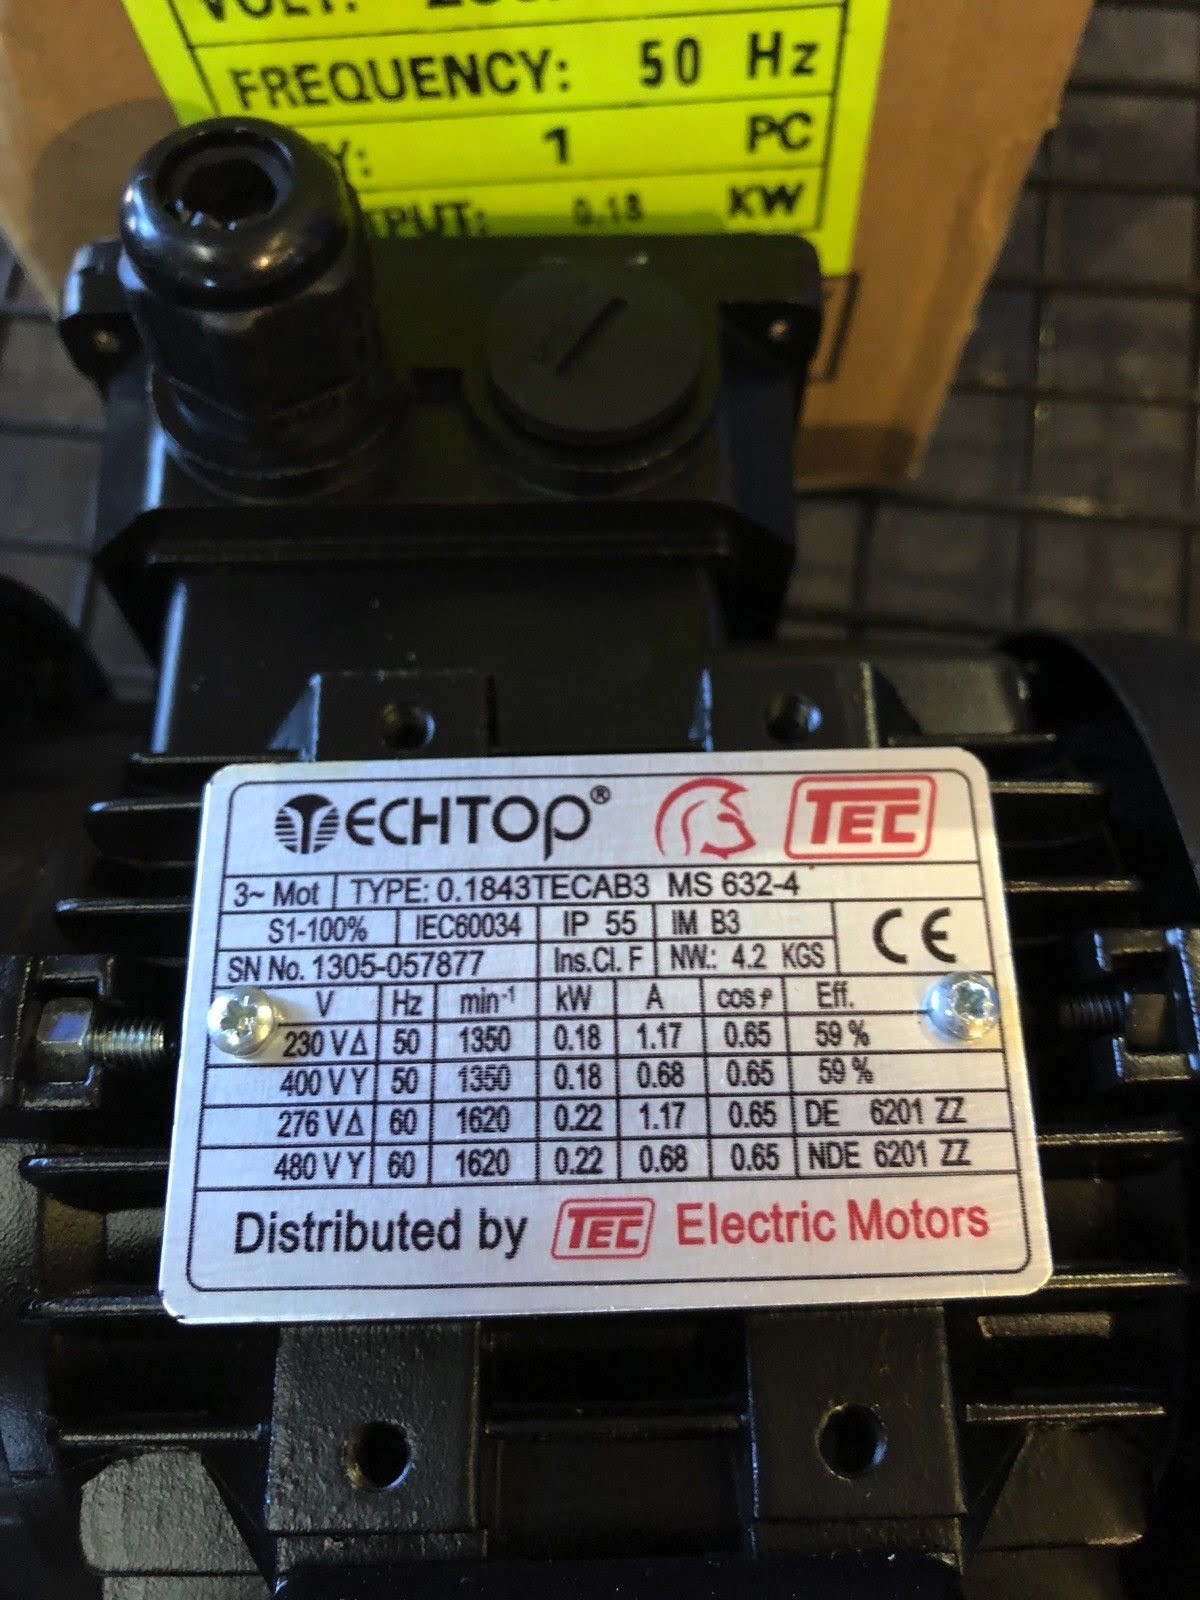 VOLT:
FREQUENCY: 50 Hz
1 PC
0.18 KW
TECHTOP® TEC
3~ Mot TYPE: 0.1843TECAB3 MS 632-4
S1-100% IEC60034 IP 55 IM B3 CE
SN No. 1305-057877 Ins.Cl. F NW.: 4.2 KGS
V Hz min-1 kW A cos φ Eff.
230 V Δ 50 1350 0.18 1.17 0.65 59 %
400 V Y 50 1350 0.18 0.68 0.65 59 %
276 V Δ 60 1620 0.22 1.17 0.65 DE 6201 ZZ
480 V Y 60 1620 0.22 0.68 0.65 NDE 6201 ZZ
Distributed by TEC Electric Motors